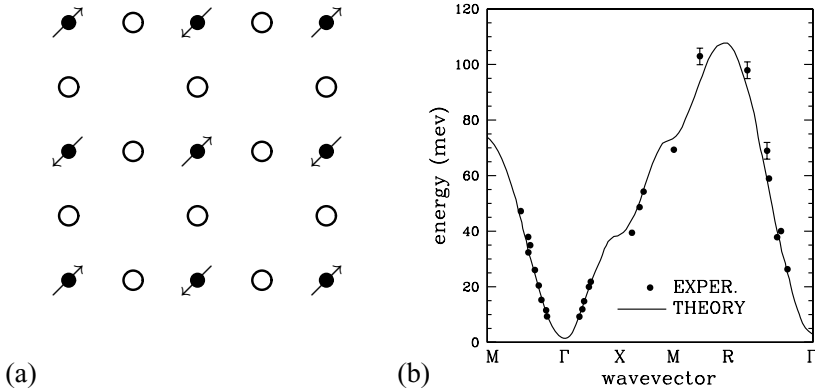 120
100
80
60
40
20
0
energy (mev)
EXPER.
THEORY
M Γ X M R Γ
wavevector
(a)
(b)